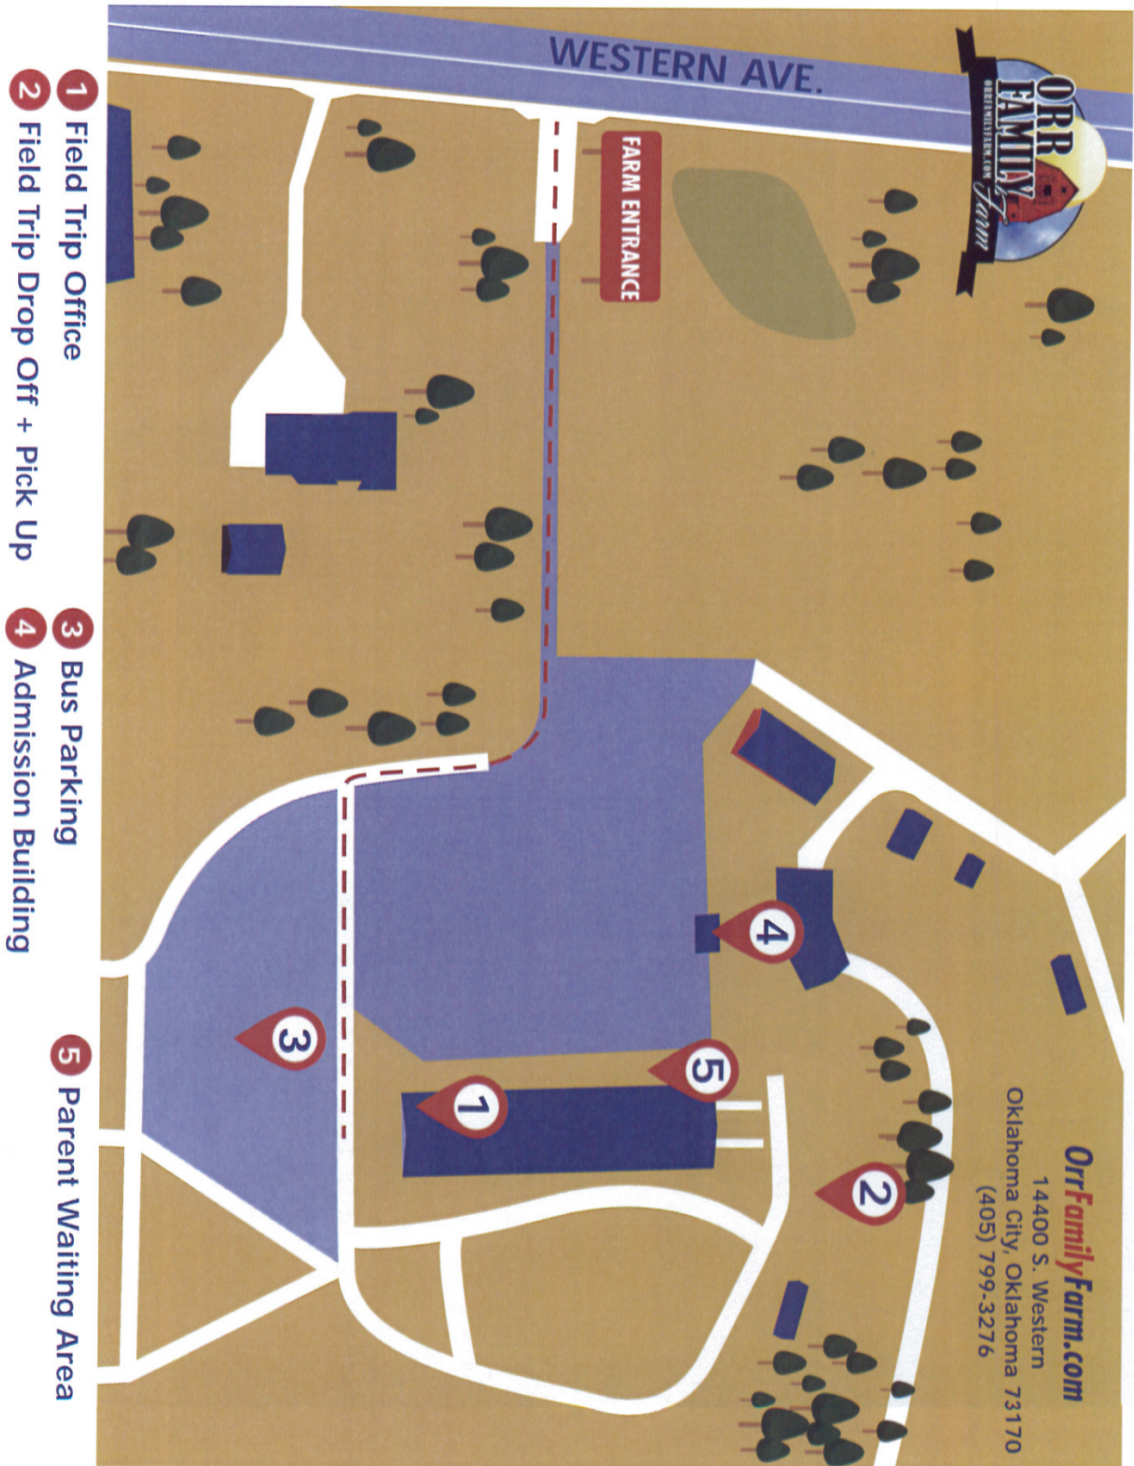 WESTERN AVE.
ORR
FAMILY
Farm
ORRFAMILYFARM.COM
FARM ENTRANCE
OrrFamilyFarm.com
14400 S. Western
Oklahoma City, Oklahoma 73170
(405) 799-3276
4
5
2
1
3
1 Field Trip Office
2 Field Trip Drop Off + Pick Up
3 Bus Parking
4 Admission Building
5 Parent Waiting Area